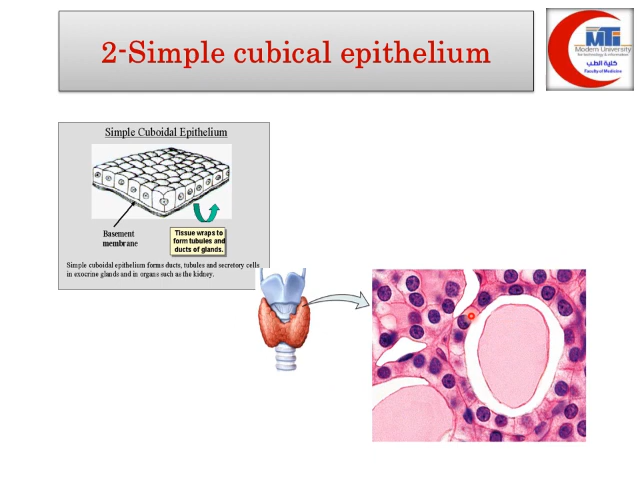 2-Simple cubical epithelium
MTi
Modern University
For technology & information
كلية الطب
Faculty of Medicine
Simple Cuboidal Epithelium
Basement
membrane
Tissue wraps to
form tubules and
ducts of glands.
Simple cuboidal epithelium forms ducts, tubules and secretory cells
in exocrine glands and in organs such as the kidney.